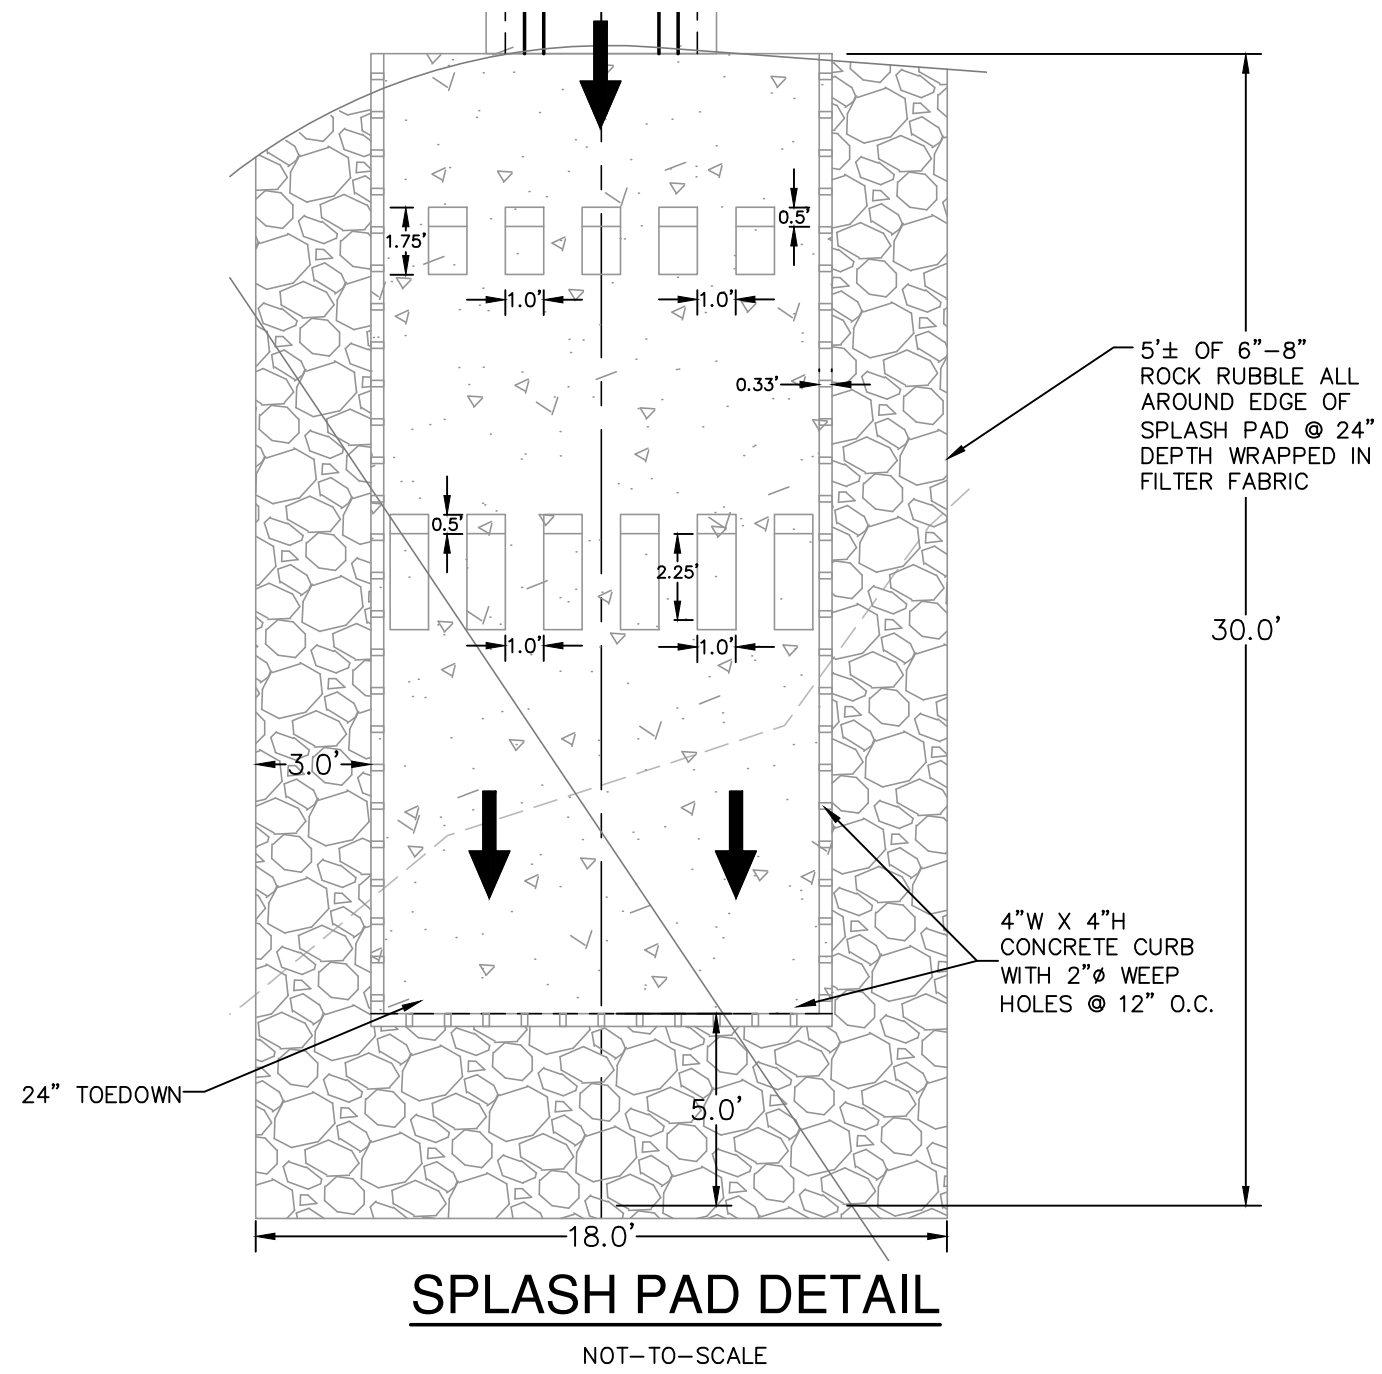 0.5'
1.75'
1.0'
1.0'
5'± OF 6"-8"
ROCK RUBBLE ALL
AROUND EDGE OF
SPLASH PAD @ 24"
DEPTH WRAPPED IN
FILTER FABRIC
0.33'
0.5'
2.25'
30.0'
1.0'
1.0'
3.0'
4"W X 4"H
CONCRETE CURB
WITH 2"ø WEEP
HOLES @ 12" O.C.
24" TOEDOWN
5.0'
18.0'
SPLASH PAD DETAIL
NOT-TO-SCALE